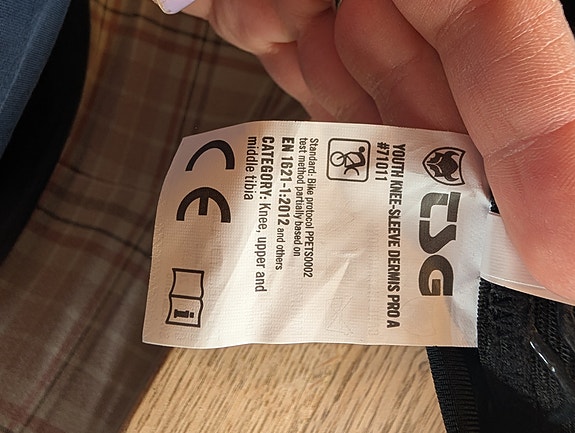 TSG
YOUTH KNEE-SLEEVE DERMIS PRO A
#71011
Standard: Bike protocol PPETS0002
test method partially based on
EN 1621-1:2012 and others
CATEGORY: Knee, upper and
middle tibia
CE
i